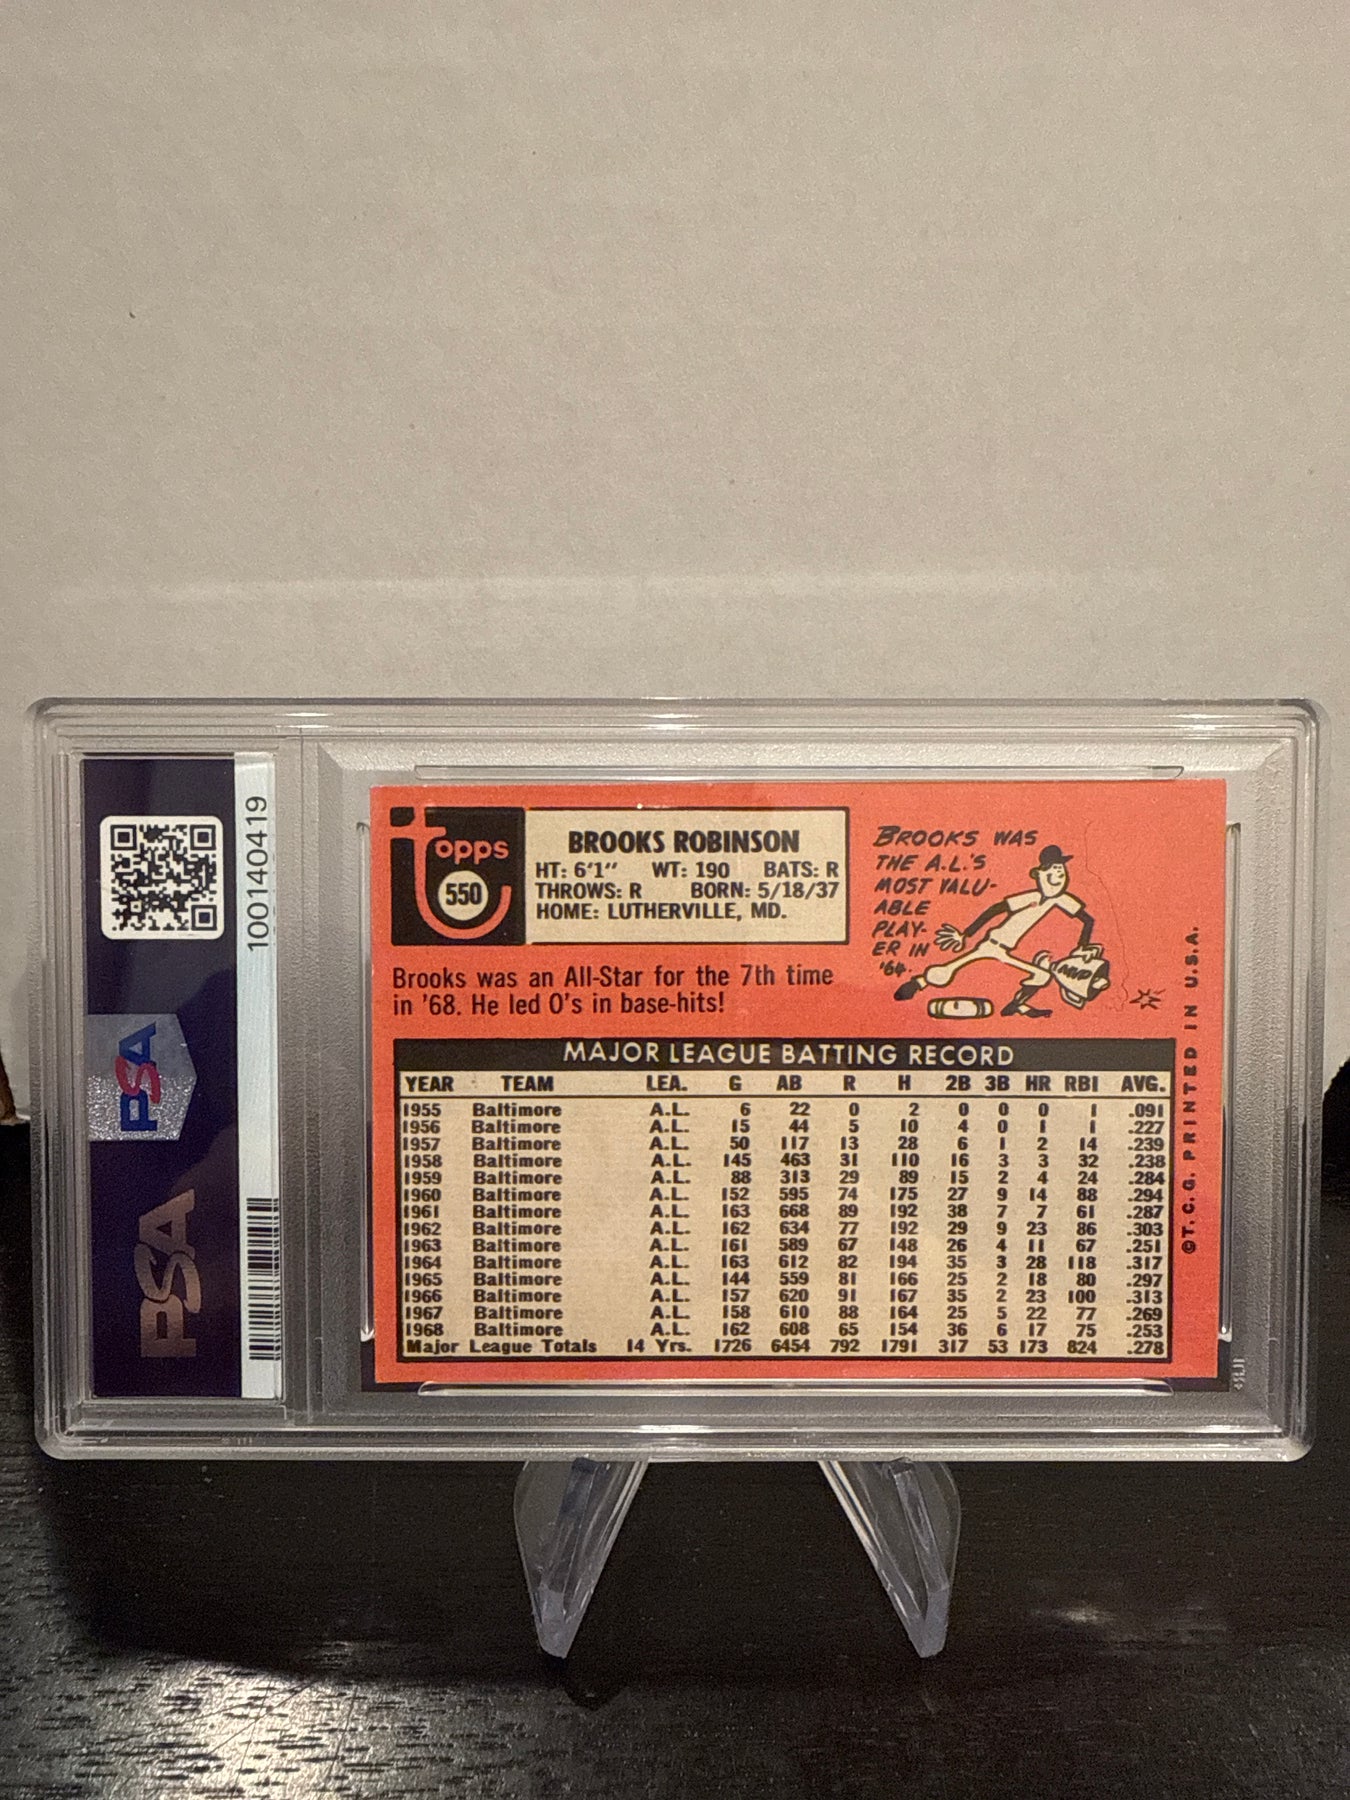 Topps
550
BROOKS ROBINSON
HT: 6'1" WT: 190 BATS: R
THROWS: R BORN: 5/18/37
HOME: LUTHERVILLE, MD.
BROOKS WAS
THE A.L.'S
MOST VALU-
ABLE
PLAY-
ER IN
'64.
MVP
Brooks was an All-Star for the 7th time
in '68. He led O's in base-hits!
MAJOR LEAGUE BATTING RECORD
YEAR TEAM LEA. G AB R H 2B 3B HR RBI AVG.
1955 Baltimore A.L. 6 22 0 2 0 0 0 1 .091
1956 Baltimore A.L. 15 44 5 10 4 0 1 1 .227
1957 Baltimore A.L. 50 117 13 28 6 1 2 14 .239
1958 Baltimore A.L. 145 463 31 110 16 3 3 32 .238
1959 Baltimore A.L. 88 313 29 89 15 2 4 24 .284
1960 Baltimore A.L. 152 595 74 175 27 9 14 88 .294
1961 Baltimore A.L. 163 668 89 192 38 7 7 61 .287
1962 Baltimore A.L. 162 634 77 192 29 9 23 86 .303
1963 Baltimore A.L. 161 589 67 148 26 4 11 67 .251
1964 Baltimore A.L. 163 612 82 194 35 3 28 118 .317
1965 Baltimore A.L. 144 559 81 166 25 2 18 80 .297
1966 Baltimore A.L. 157 620 91 167 35 2 23 100 .313
1967 Baltimore A.L. 158 610 88 164 25 5 22 77 .269
1968 Baltimore A.L. 162 608 65 154 36 6 17 75 .253
Major League Totals 14 Yrs. 1726 6454 792 1791 317 53 173 824 .278
©T. C. G. PRINTED IN U.S.A.
100140419
PSA
PSA